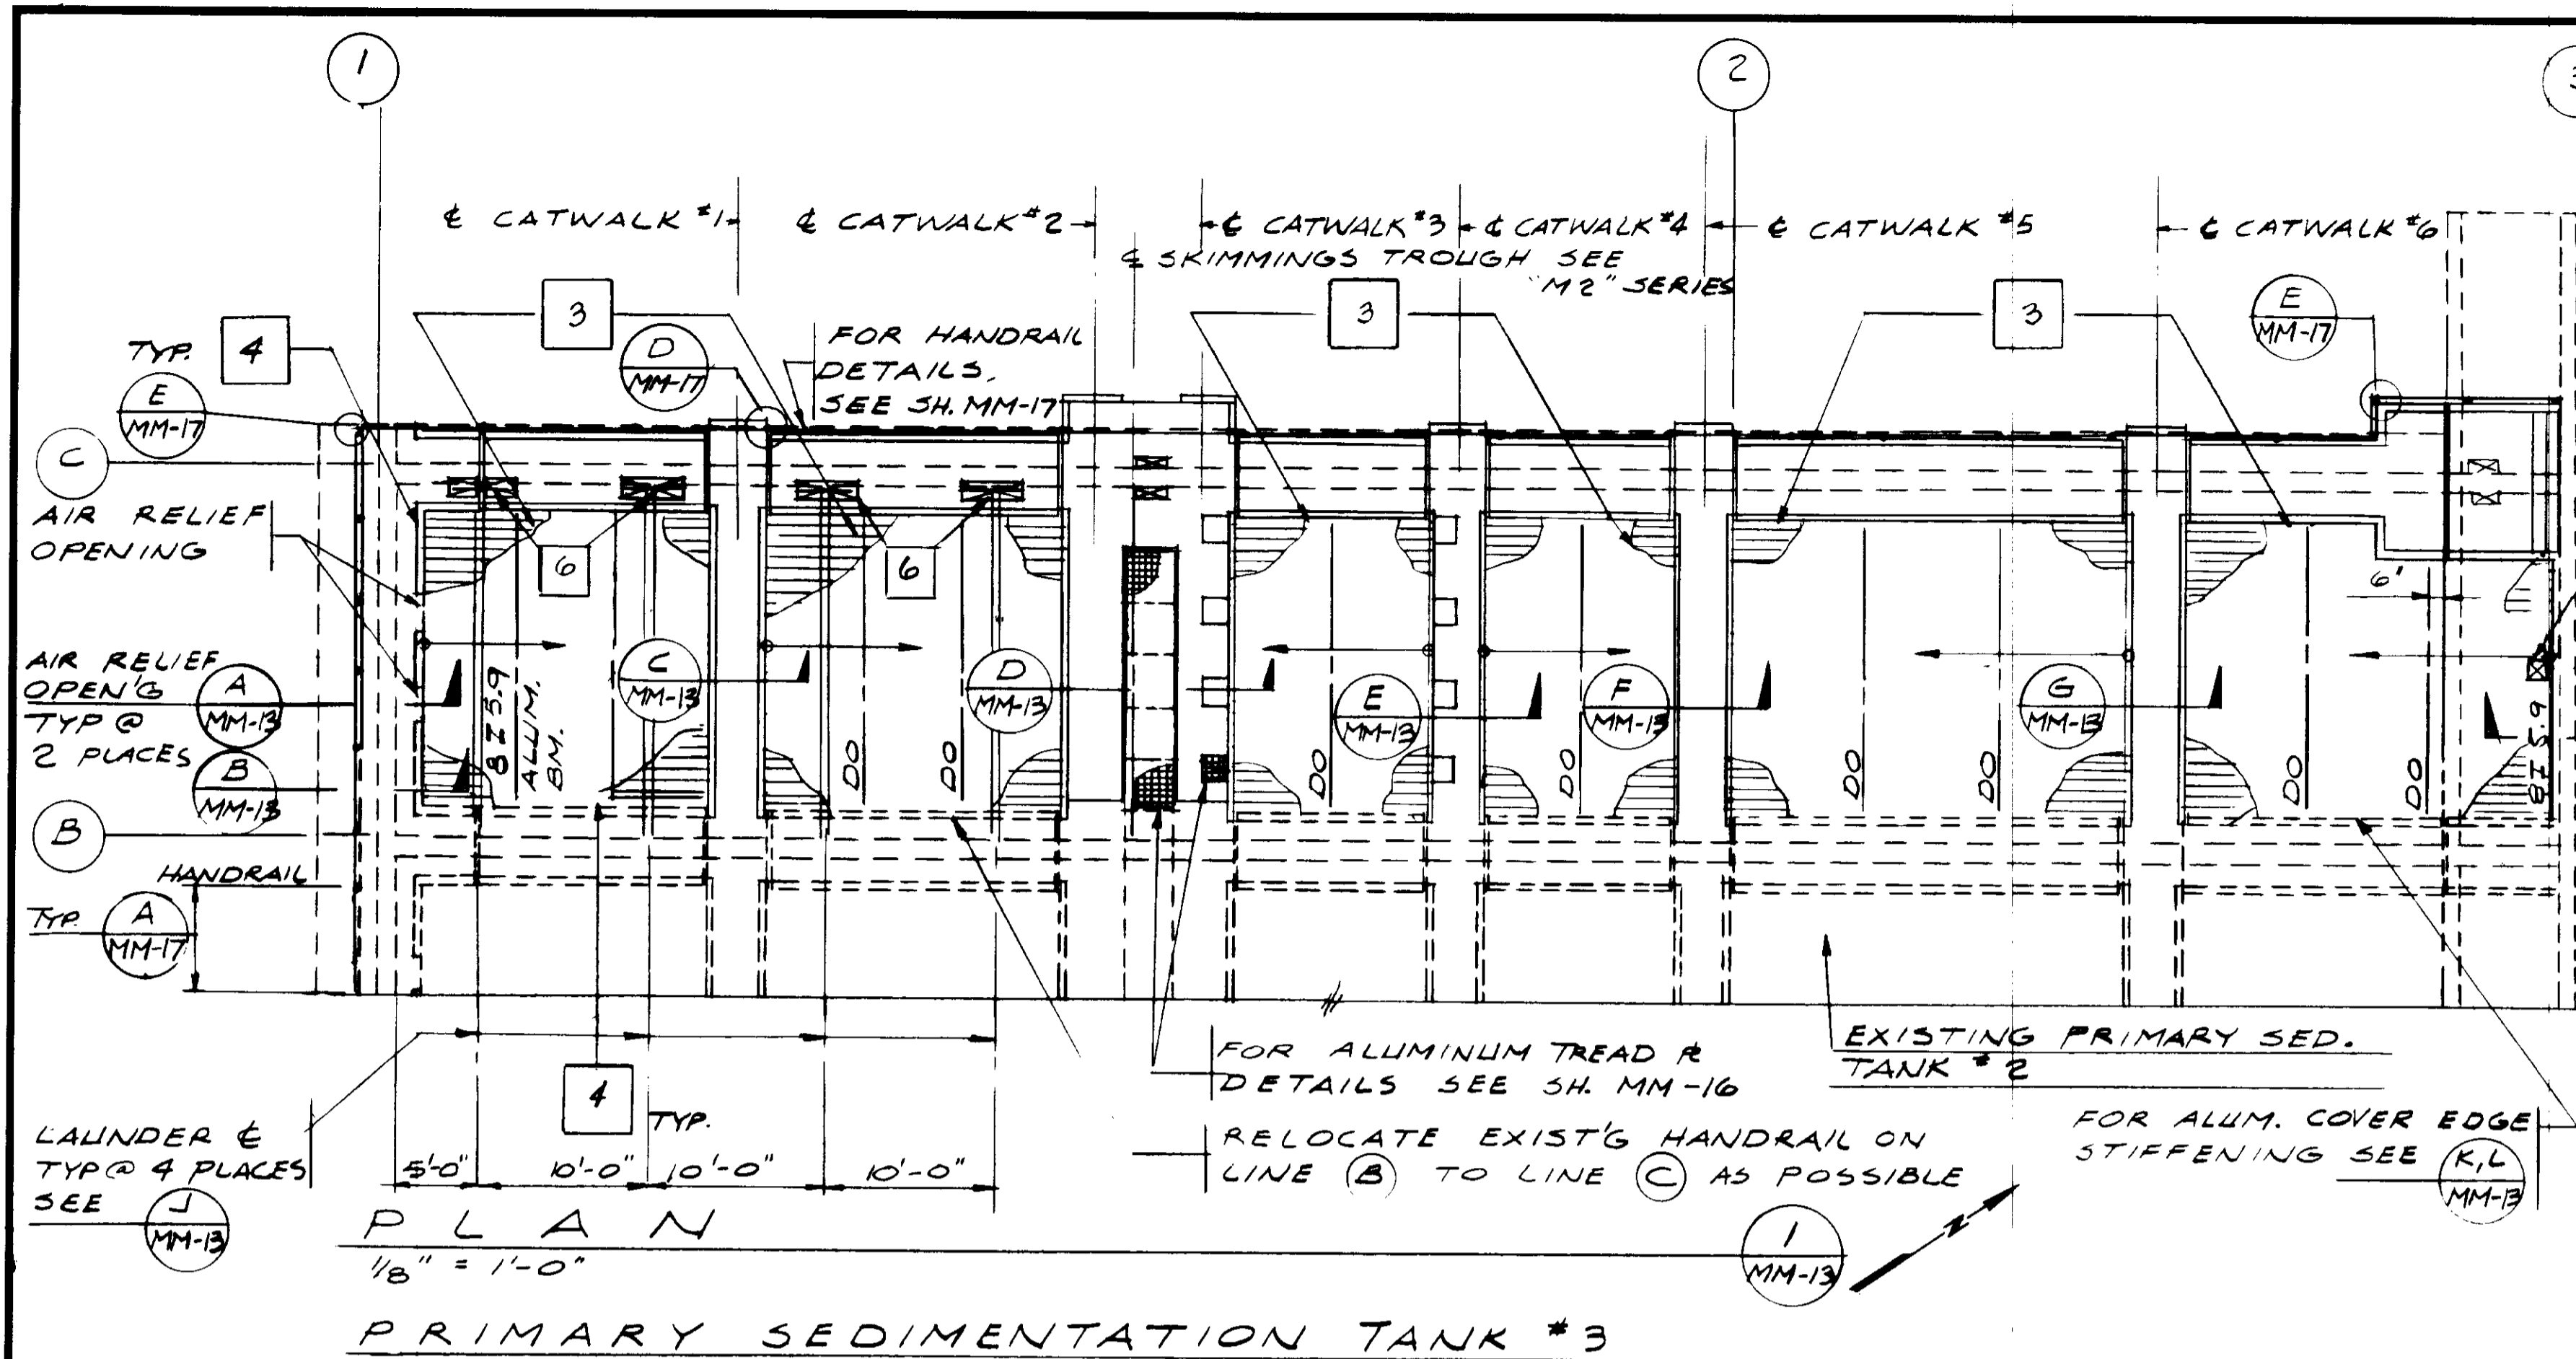 1
2
3
℄ CATWALK #1
℄ CATWALK #2
℄ CATWALK #3
℄ CATWALK #4
℄ CATWALK #5
℄ CATWALK #6
℄ SKIMMINGS TROUGH SEE
"M2" SERIES
TYP.
4
3
3
3
E
MM-17
D
MM-17
FOR HANDRAIL
DETAILS,
SEE SH. MM-17
E
MM-17
C
AIR RELIEF
OPENING
6
6
6'
AIR RELIEF
OPEN'G
TYP @
2 PLACES
A
MM-13
B
MM-13
8 I 5.9
ALUM.
BM.
C
MM-13
DO
DO
D
MM-13
DO
E
MM-13
DO
F
MM-13
DO
DO
G
MM-13
DO
DO
8 I 5.9
B
HANDRAIL
TYP.
A
MM-17
LAUNDER ℄
TYP @ 4 PLACES
SEE
J
MM-13
4
TYP.
5'-0"
10'-0"
10'-0"
10'-0"
FOR ALUMINUM TREAD ℞
DETAILS SEE SH. MM-16
RELOCATE EXIST'G HANDRAIL ON
LINE B TO LINE C AS POSSIBLE
EXISTING PRIMARY SED.
TANK #2
FOR ALUM. COVER EDGE
STIFFENING SEE
K,L
MM-13
PLAN
1/8" = 1'-0"
1
MM-13
N
PRIMARY SEDIMENTATION TANK #3